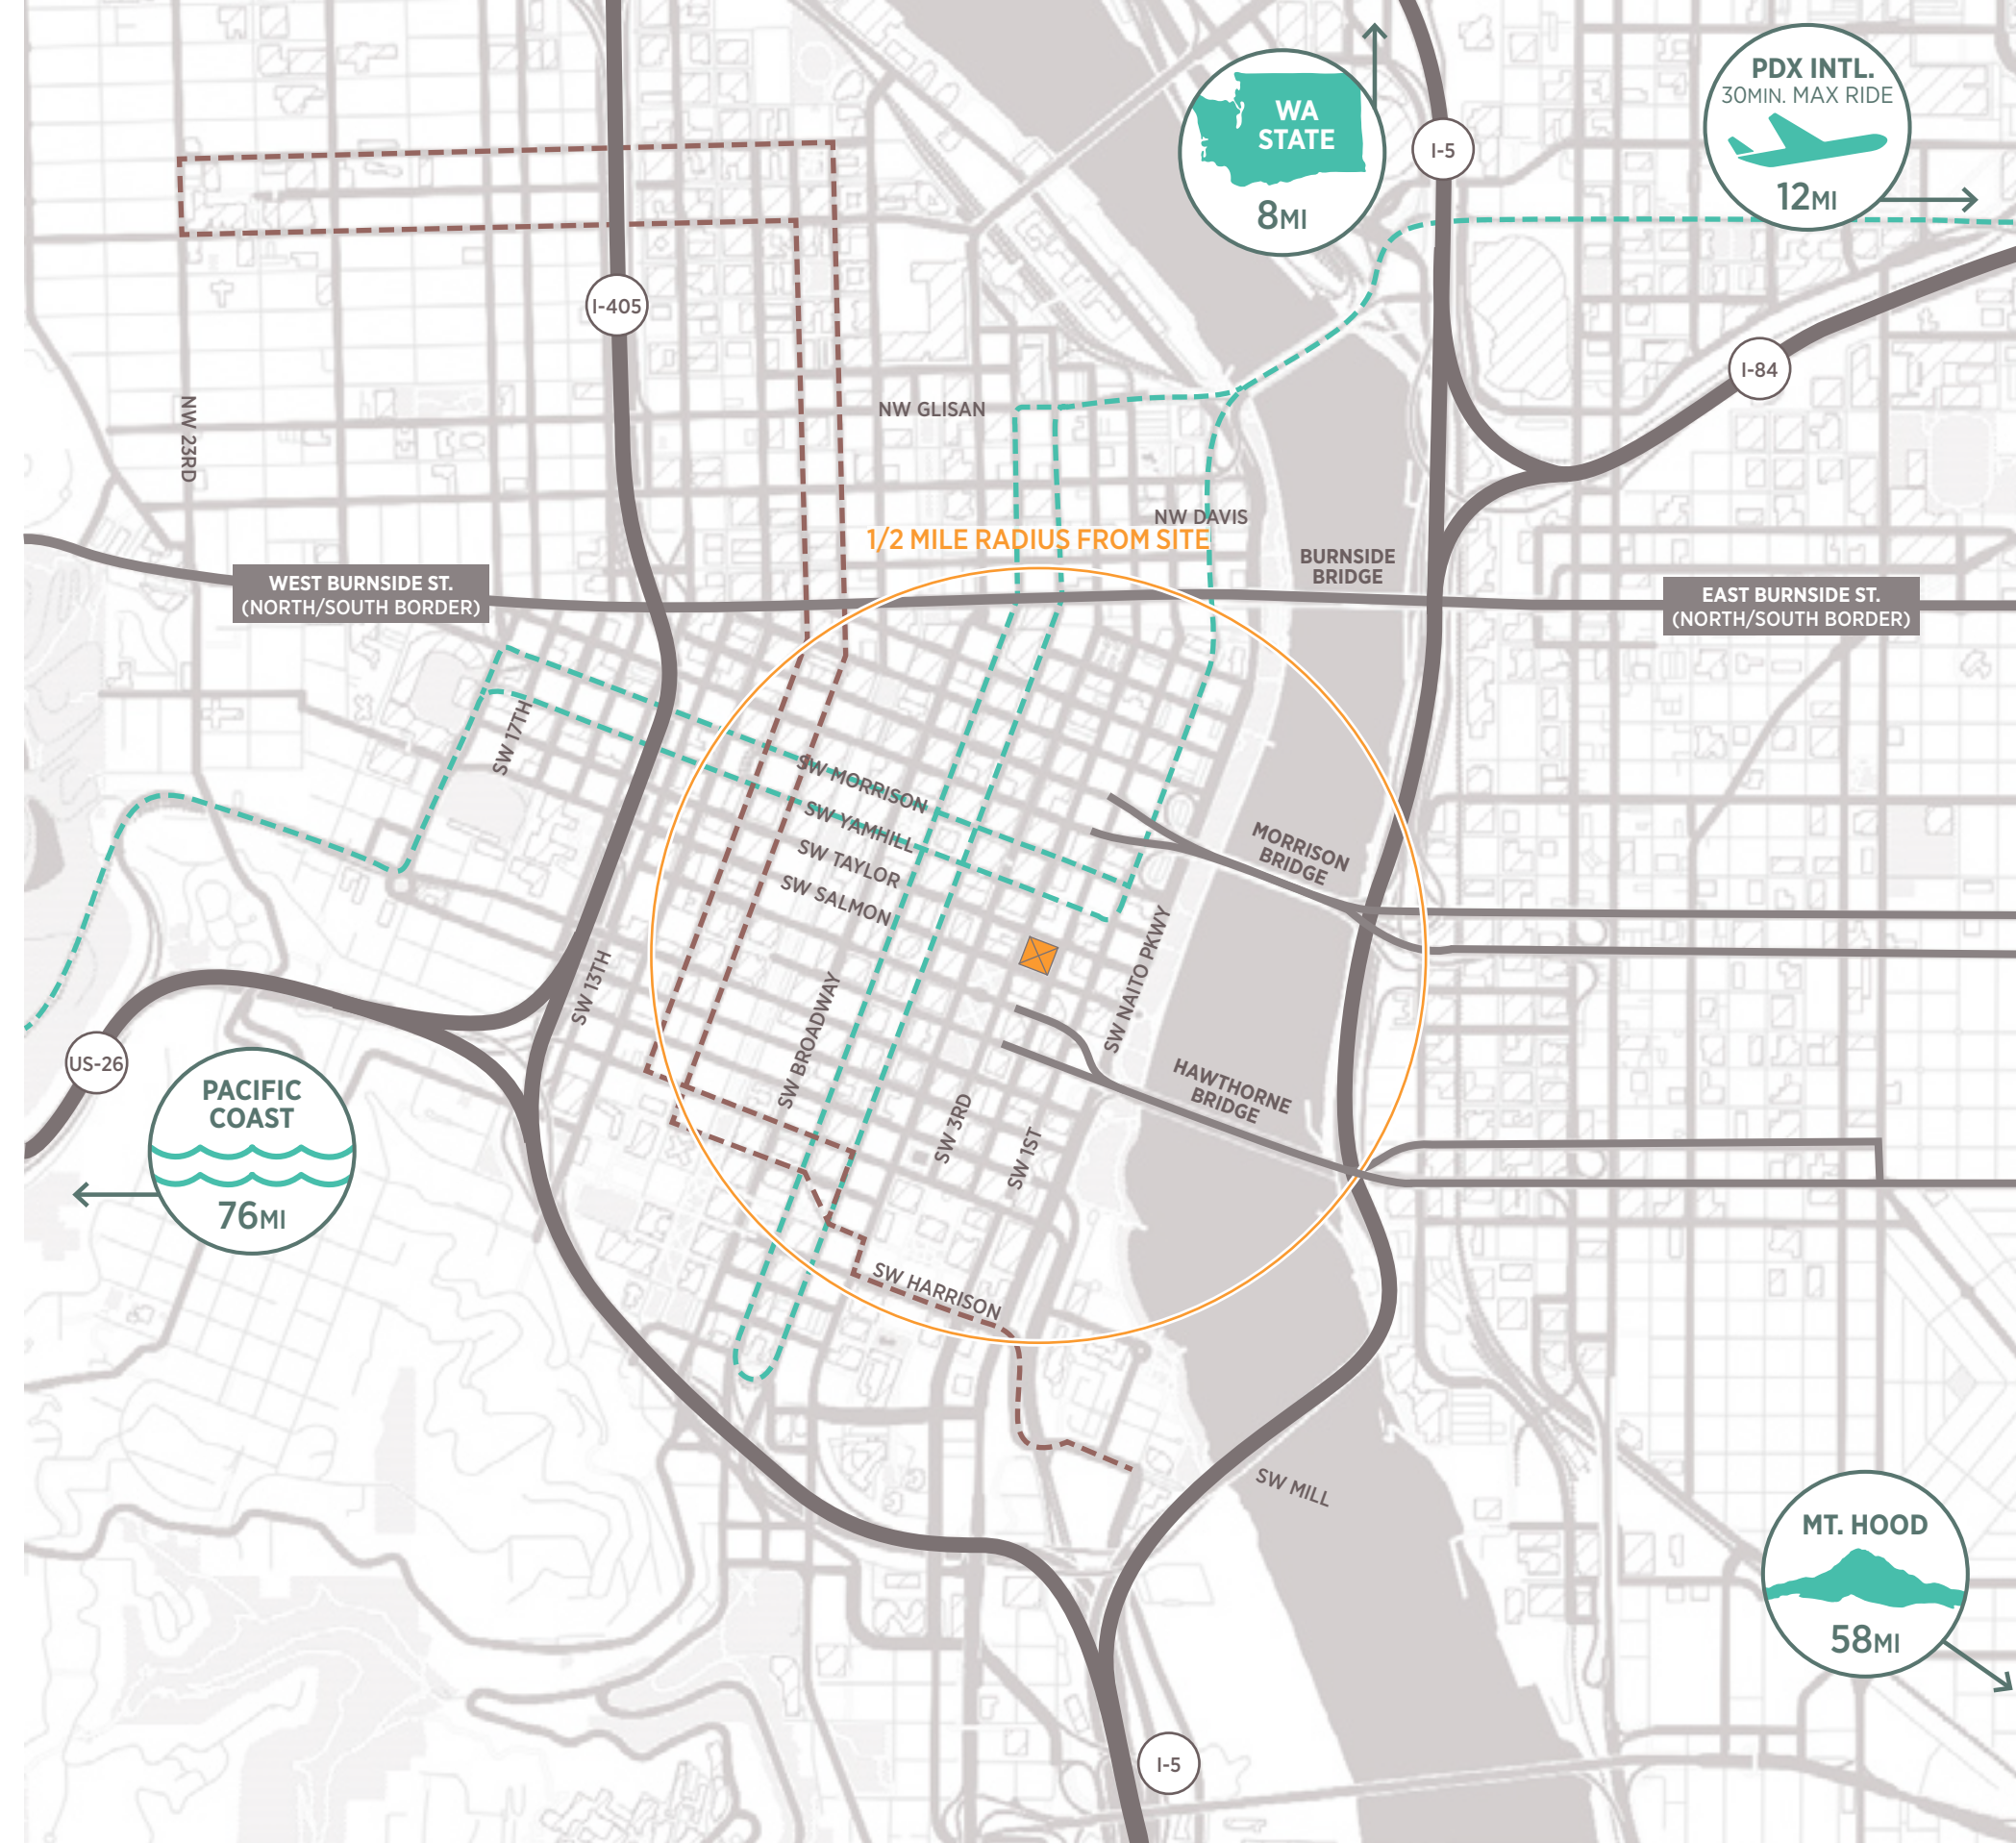 PDX INTL.
30MIN. MAX RIDE
12MI
WA
STATE
8MI
I-5
I-405
I-84
NW 23RD
NW GLISAN
NW DAVIS
1/2 MILE RADIUS FROM SITE
BURNSIDE
BRIDGE
WEST BURNSIDE ST.
(NORTH/SOUTH BORDER)
EAST BURNSIDE ST.
(NORTH/SOUTH BORDER)
SW 17TH
SW MORRISON
SW YAMHILL
SW TAYLOR
SW SALMON
MORRISON
BRIDGE
SW NAITO PKWY
SW 13TH
SW BROADWAY
US-26
PACIFIC
COAST
76MI
HAWTHORNE
BRIDGE
SW 3RD
SW 1ST
SW HARRISON
SW MILL
MT. HOOD
58MI
I-5